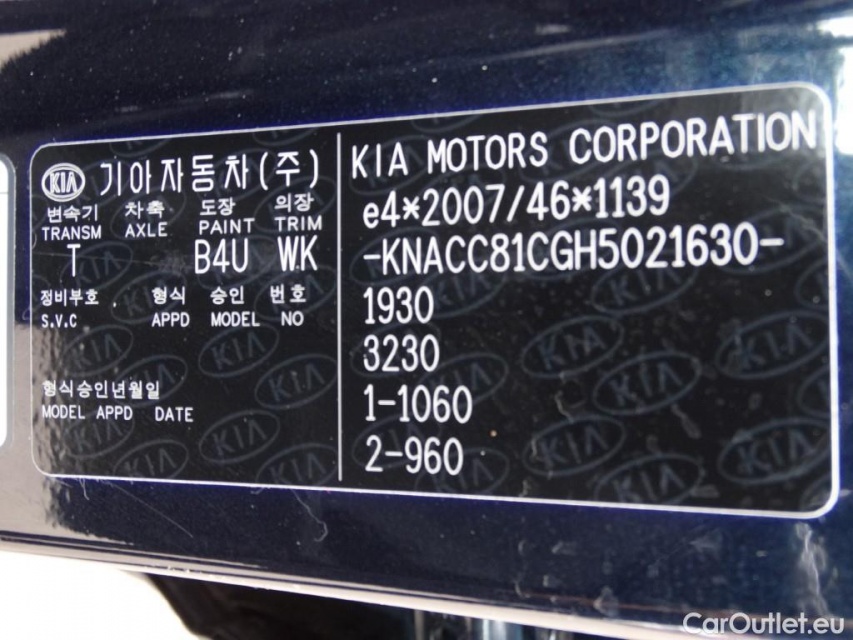 KIA 기아자동차(주)
변속기 차축 도장 의장
TRANSM AXLE PAINT TRIM
T B4U WK
정비부호 형식 승인 번호
S.V.C APPD MODEL NO
형식승인년월일
MODEL APPD DATE
KIA MOTORS CORPORATION
e4*2007/46*1139
-KNACC81CGH5021630-
1930
3230
1-1060
2-960
CarOutlet.eu